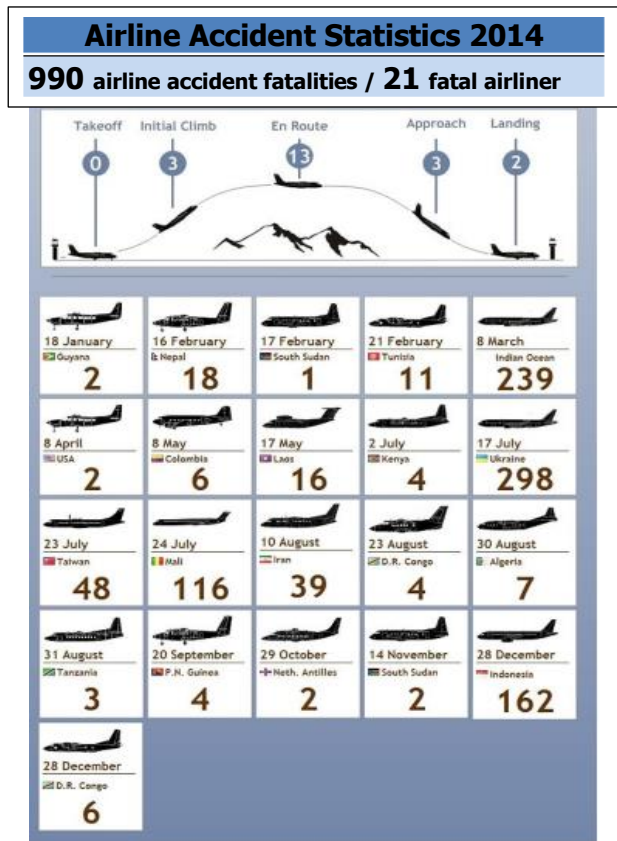 Airline Accident Statistics 2014
990 airline accident fatalities / 21 fatal airliner
Takeoff Initial Climb En Route Approach Landing
0 3 13 3 2
18 January 16 February 17 February 21 February 8 March
Guyana Nepal South Sudan Tunisia Indian Ocean
2 18 1 11 239
8 April 8 May 17 May 2 July 17 July
USA Colombia Laos Kenya Ukraine
2 6 16 4 298
23 July 24 July 10 August 23 August 30 August
Taiwan Mali Iran D.R. Congo Algeria
48 116 39 4 7
31 August 20 September 29 October 14 November 28 December
Tanzania P.N. Guinea Neth. Antilles South Sudan Indonesia
3 4 2 2 162
28 December
D.R. Congo
6